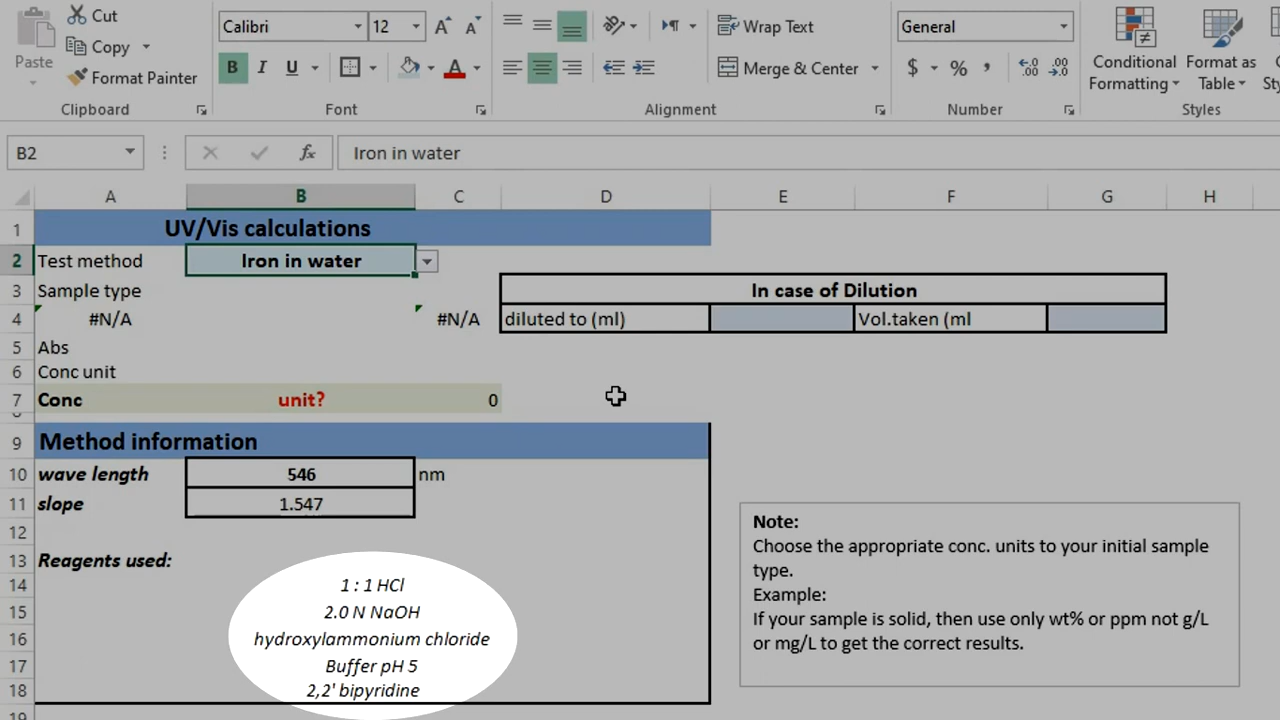 Cut
Copy
Format Painter
Paste
Clipboard
Calibri
12
A A
B I U A
Font
Wrap Text
Merge & Center
Alignment
General
$ % ,
Number
Conditional
Formatting
Format as
Table
Styles
B2
fx
Iron in water
A B C D E F G H
1 UV/Vis calculations
2 Test method Iron in water
3 Sample type In case of Dilution
4 #N/A #N/A diluted to (ml) Vol.taken (ml
5 Abs
6 Conc unit
7 Conc unit? 0
9 Method information
10 wave length 546 nm
11 slope 1.547
12
13 Reagents used:
14 1 : 1 HCl
15 2.0 N NaOH
16 hydroxylammonium chloride
17 Buffer pH 5
18 2,2' bipyridine
Note:
Choose the appropriate conc. units to your initial sample
type.
Example:
If your sample is solid, then use only wt% or ppm not g/L
or mg/L to get the correct results.